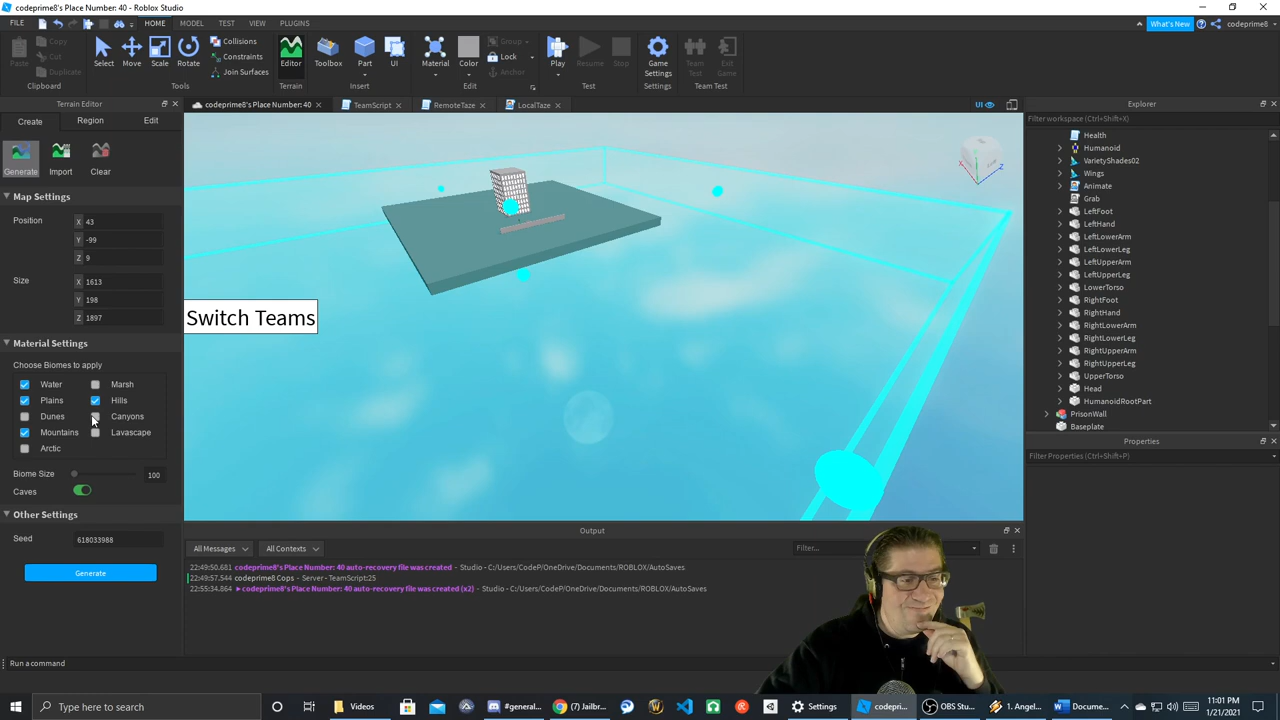 codeprime8's Place Number: 40 - Roblox Studio
FILE HOME MODEL TEST VIEW PLUGINS What's New codeprime8
Paste Copy Cut Duplicate Select Move Scale Rotate Collisions Constraints Join Surfaces Editor Toolbox Part UI Material Color Group Lock Anchor Play Resume Stop Game Settings Team Test Exit Game
Clipboard Tools Terrain Insert Edit Test Settings Team Test
Terrain Editor
codeprime8's Place Number: 40 TeamScript RemoteTaze LocalTaze UI
Create Region Edit
Generate Import Clear
Map Settings
Position X 43
Y -99
Z 9
Size X 1613
Y 198
Z 1897
Material Settings
Choose Biomes to apply
Water Marsh
Plains Hills
Dunes Canyons
Mountains Lavascape
Arctic
Biome Size 100
Caves
Other Settings
Seed 618033988
Generate
Switch Teams
Explorer
Filter workspace (Ctrl+Shift+X)
Health
Humanoid
VarietyShades02
Wings
Animate
Grab
LeftFoot
LeftHand
LeftLowerArm
LeftLowerLeg
LeftUpperArm
LeftUpperLeg
LowerTorso
RightFoot
RightHand
RightLowerArm
RightLowerLeg
RightUpperArm
RightUpperLeg
UpperTorso
Head
HumanoidRootPart
PrisonWall
Baseplate
Properties
Filter Properties (Ctrl+Shift+P)
Output
All Messages All Contexts Filter...
22:49:50.681 codeprime8's Place Number: 40 auto-recovery file was created - Studio - C:/Users/CodeP/OneDrive/Documents/ROBLOX/AutoSaves
22:49:57.544 codeprime8 Cops - Server - TeamScript:25
22:55:34.864 ►codeprime8's Place Number: 40 auto-recovery file was created (x2) - Studio - C:/Users/CodeP/OneDrive/Documents/ROBLOX/AutoSaves
Run a command
Type here to search
Videos #general... (7) Jailbr... Settings codepri... OBS Stu... 1. Angel... Docume... 11:01 PM
1/21/2021